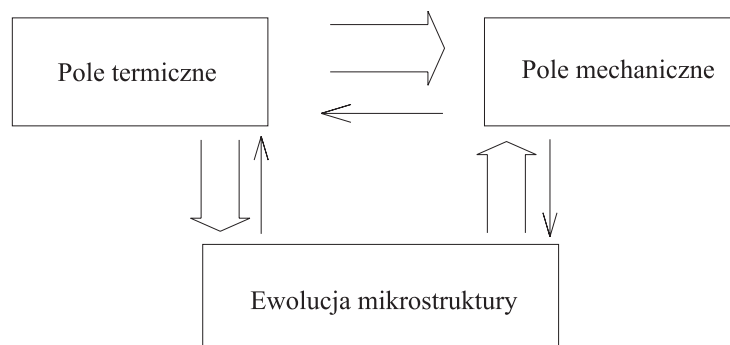 Pole termiczne
Pole mechaniczne
Ewolucja mikrostruktury